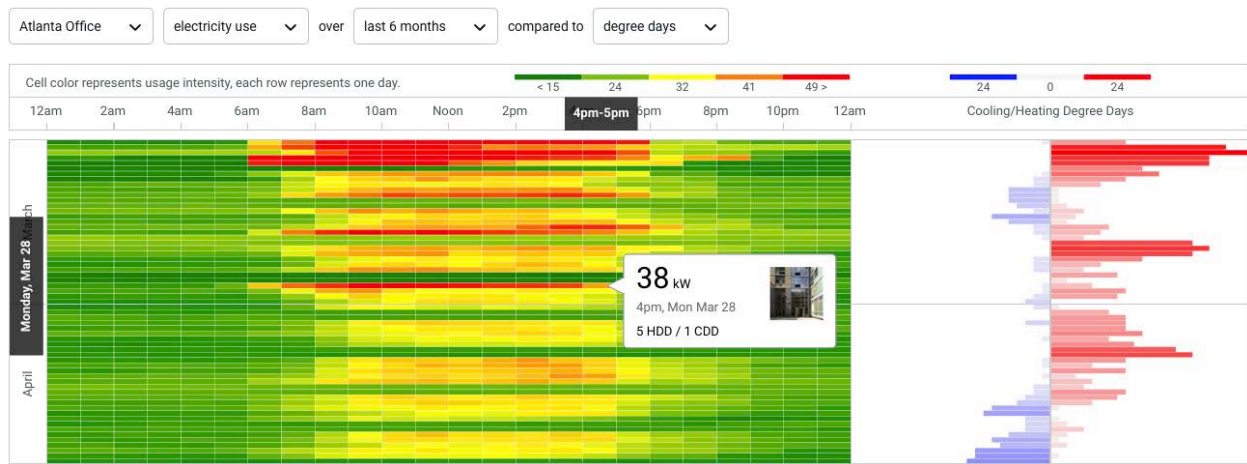 Atlanta Office electricity use over last 6 months compared to degree days
Cell color represents usage intensity, each row represents one day.
< 15 24 32 41 49 >
24 0 24
12am 2am 4am 6am 8am 10am Noon 2pm 4pm-5pm 6pm 8pm 10pm 12am
Cooling/Heating Degree Days
March
Monday, Mar 28
April
38 kW
4pm, Mon Mar 28
5 HDD / 1 CDD